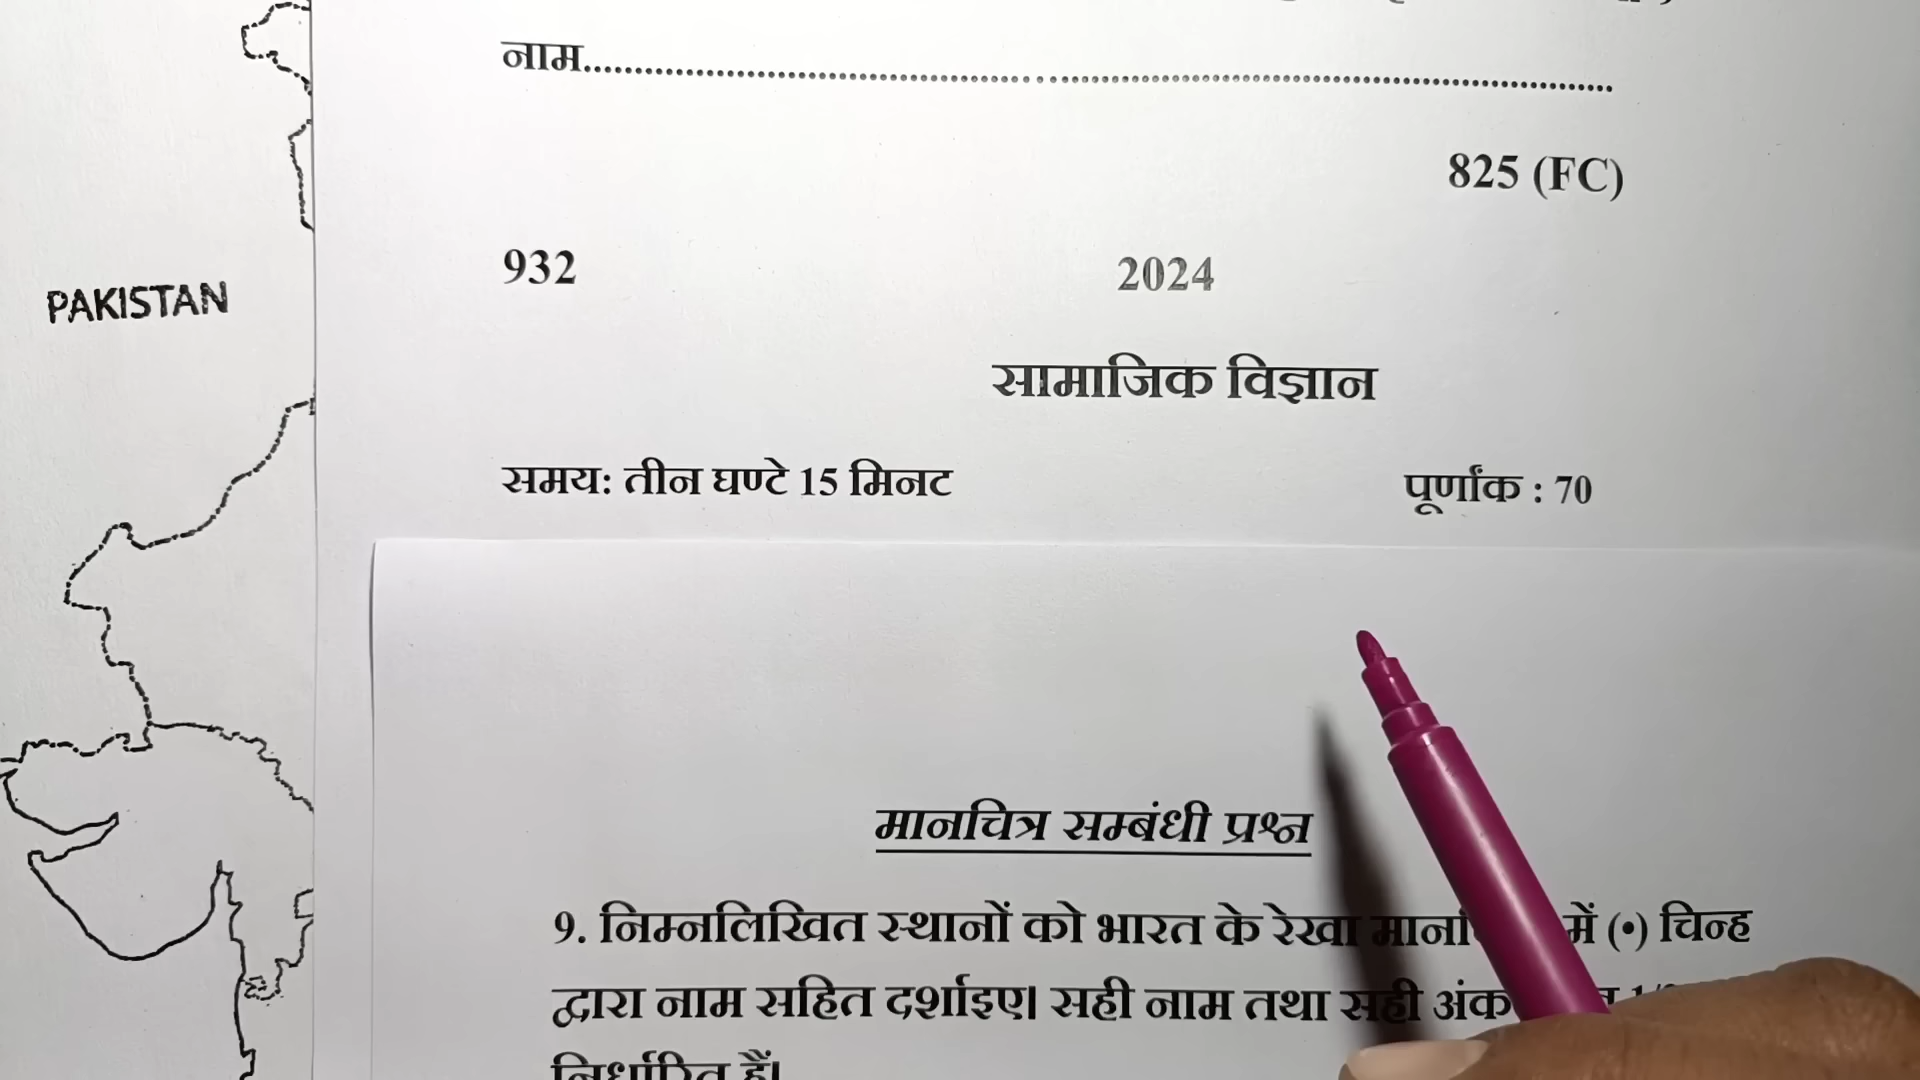 नाम................................................
825 (FC)
932
2024
सामाजिक विज्ञान
समय: तीन घण्टे 15 मिनट
पूर्णांक : 70
PAKISTAN
मानचित्र सम्बंधी प्रश्न
9. निम्नलिखित स्थानों को भारत के रेखा में (•) चिन्ह
द्वारा नाम सहित दर्शाइए। सही नाम तथा सही अंक
निर्धारित हैं।